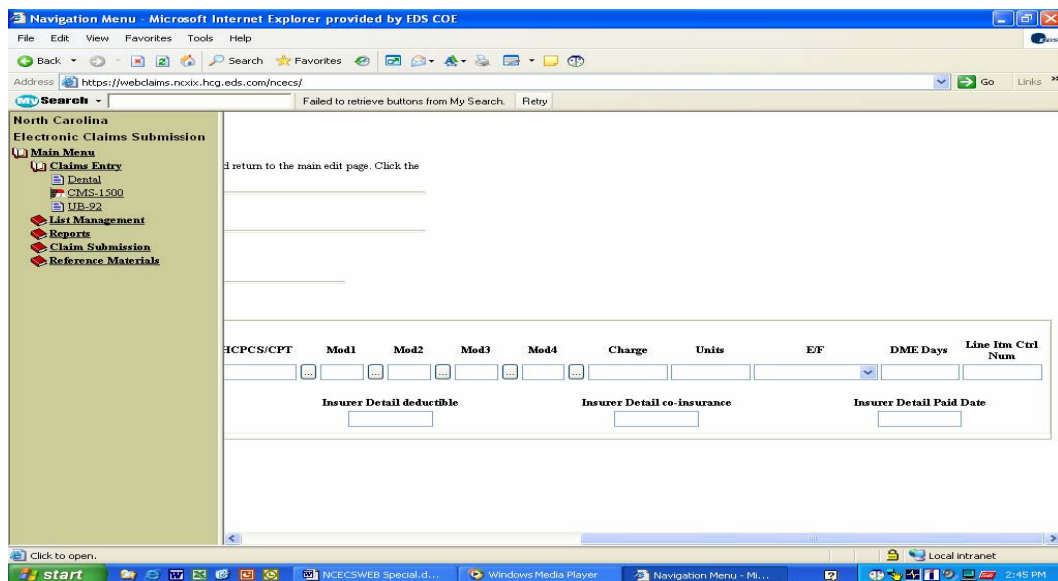 Navigation Menu - Microsoft Internet Explorer provided by EDS COE
File Edit View Favorites Tools Help
Back Search Favorites
Address https://webclaims.ncxix.hcg.eds.com/ncecs/ Go Links »
My Search Failed to retrieve buttons from My Search. Retry
North Carolina
Electronic Claims Submission
Main Menu
Claims Entry
Dental
CMS-1500
UB-92
List Management
Reports
Claim Submission
Reference Materials
d return to the main edit page. Click the
HCPCS/CPT Mod1 Mod2 Mod3 Mod4 Charge Units E/F DME Days Line Itm Ctrl
Num
... ... ... ... ...
Insurer Detail deductible Insurer Detail co-insurance Insurer Detail Paid Date
Click to open. Local intranet
start NCECSWEB Special.d... Windows Media Player Navigation Menu - Mi... 2:45 PM